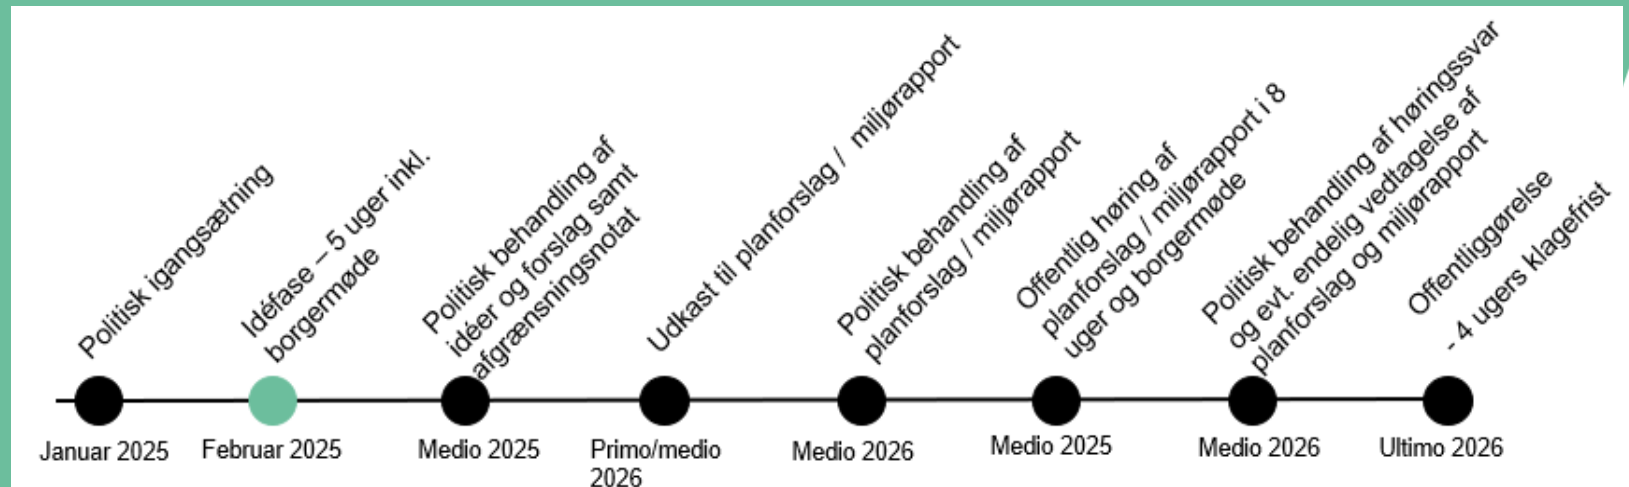 Politisk igangsætning
Idéfase – 5 uger inkl.
borgermøde
Politisk behandling af
idéer og forslag samt
afgrænsningsnotat
Udkast til planforslag / miljørapport
Politisk behandling af
planforslag / miljørapport
Offentlig høring af
planforslag / miljørapport i 8
uger og borgermøde
Politisk behandling af høringssvar
og evt. endelig vedtagelse af
planforslag og miljørapport
Offentliggørelse
- 4 ugers klagefrist
Januar 2025
Februar 2025
Medio 2025
Primo/medio
2026
Medio 2026
Medio 2025
Medio 2026
Ultimo 2026